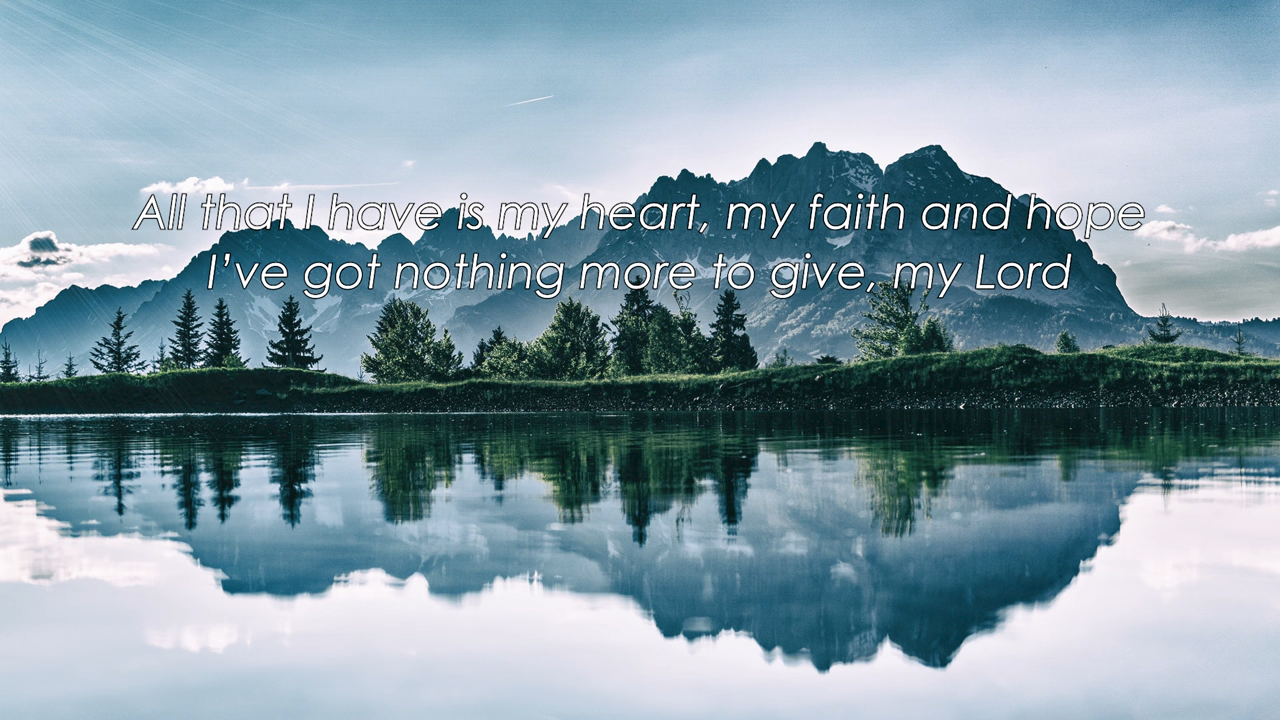 All that I have is my heart, my faith and hope
I’ve got nothing more to give, my Lord